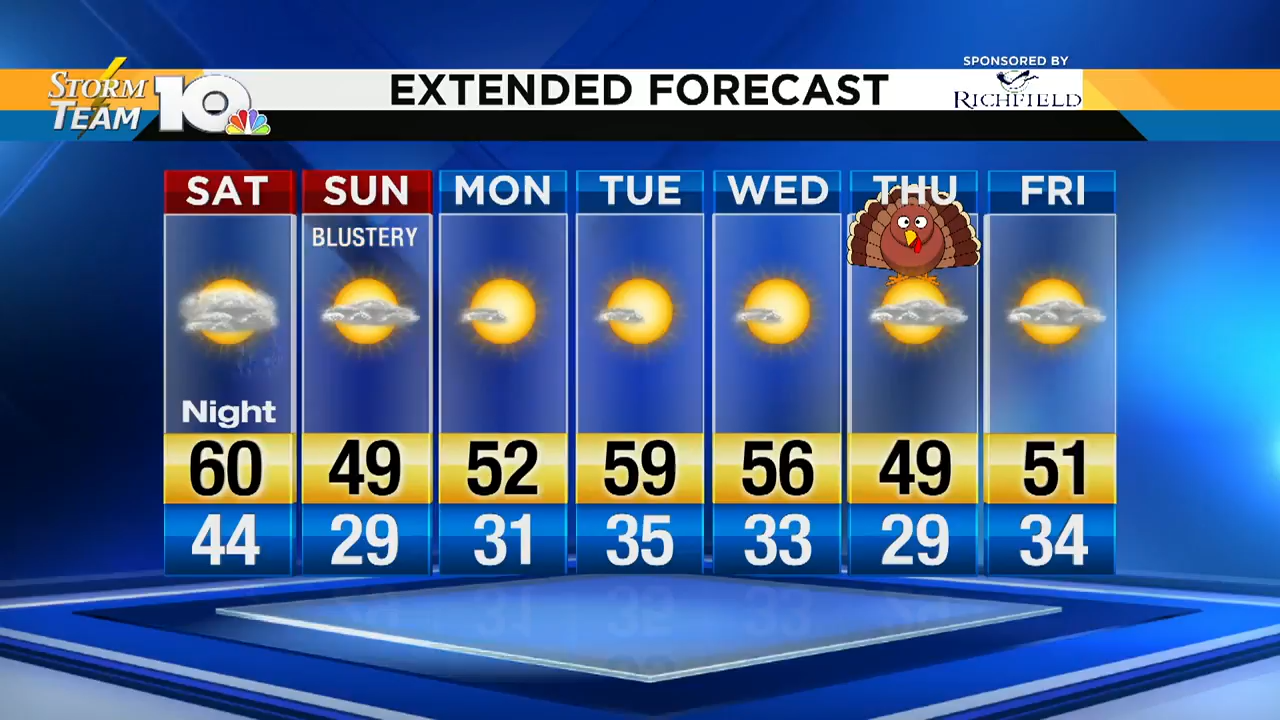 SPONSORED BY
STORM
TEAM
10
EXTENDED FORECAST
RICHFIELD
SAT SUN MON TUE WED THU FRI
BLUSTERY
Night
60 49 52 59 56 49 51
44 29 31 35 33 29 34